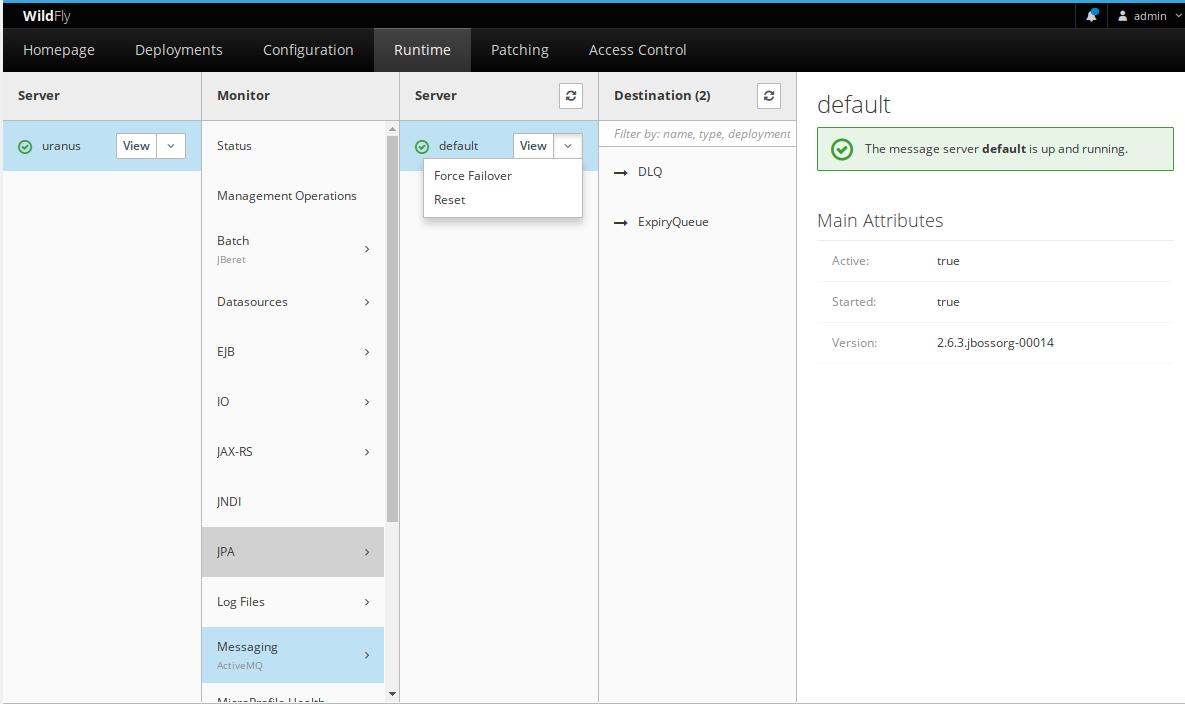 WildFly
admin
Homepage Deployments Configuration Runtime Patching Access Control
Server
uranus View
Monitor
Status
Management Operations
Batch
JBeret
Datasources
EJB
IO
JAX-RS
JNDI
JPA
Log Files
Messaging
ActiveMQ
MicroProfile Health
Server
default View
Force Failover
Reset
Destination (2)
Filter by: name, type, deployment
DLQ
ExpiryQueue
default
The message server default is up and running.
Main Attributes
Active: true
Started: true
Version: 2.6.3.jbossorg-00014